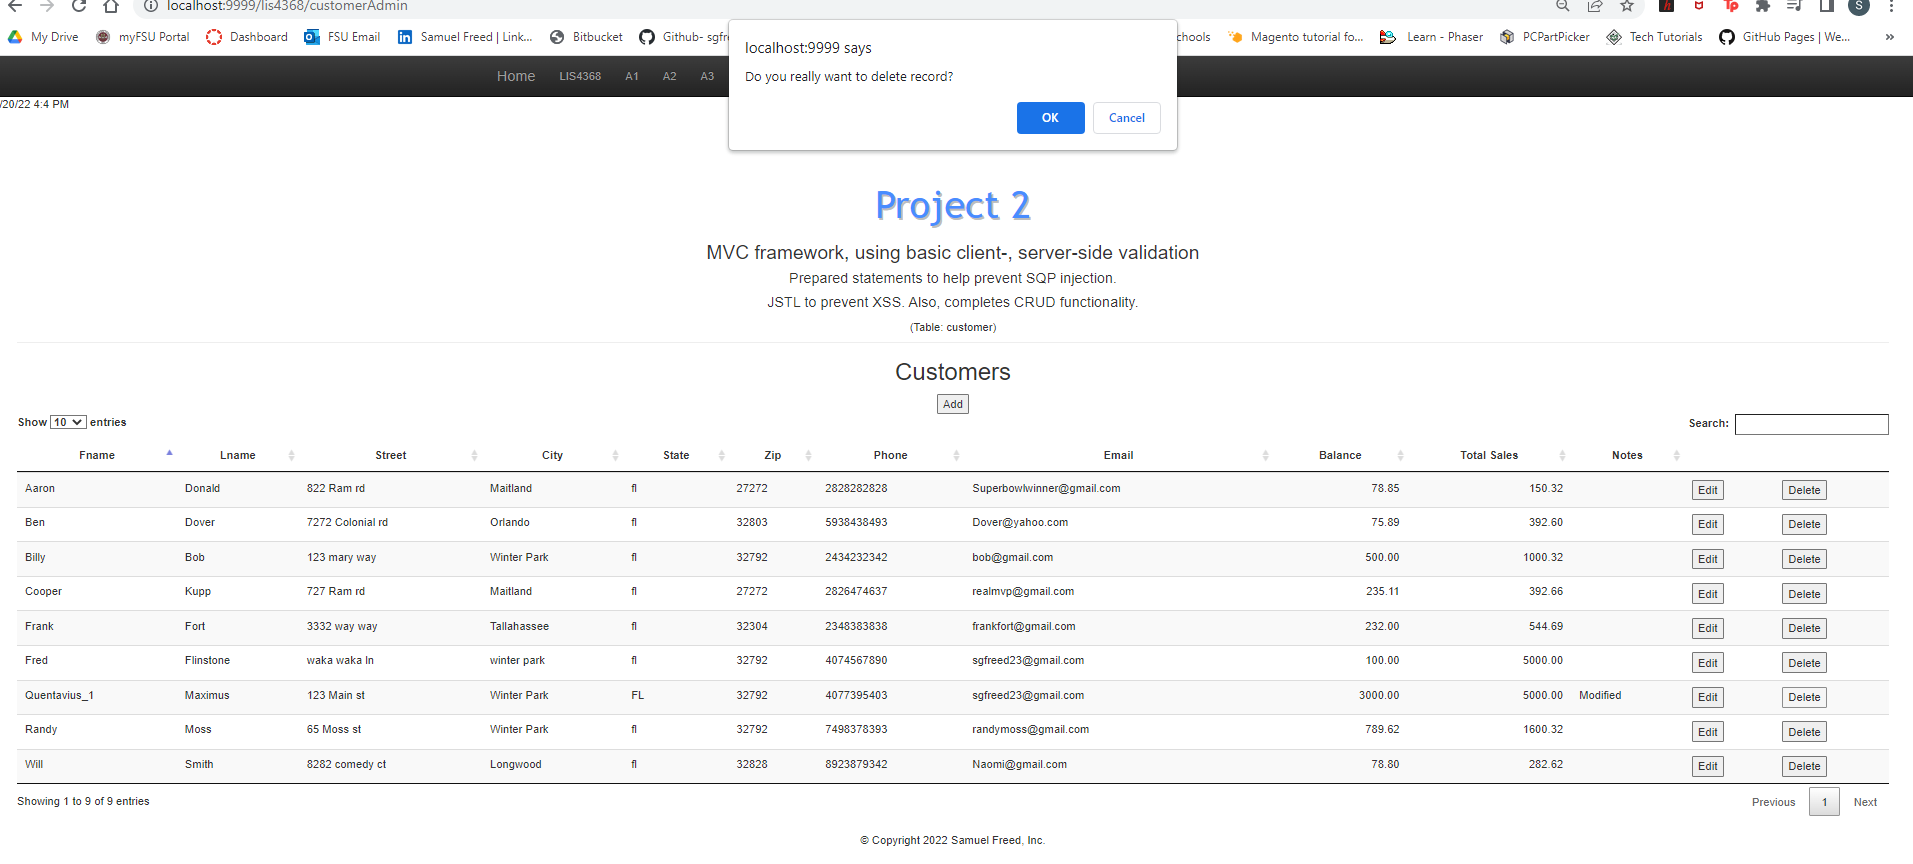 localhost:9999/lis4368/customerAdmin
My Drive myFSU Portal Dashboard FSU Email Samuel Freed | Link... Bitbucket Github- sgfr chools Magento tutorial fo... Learn - Phaser PCPartPicker Tech Tutorials GitHub Pages | We... »
localhost:9999 says
Do you really want to delete record?
OK Cancel
Home LIS4368 A1 A2 A3
/20/22 4:4 PM
Project 2
MVC framework, using basic client-, server-side validation
Prepared statements to help prevent SQP injection.
JSTL to prevent XSS. Also, completes CRUD functionality.
(Table: customer)
Customers
Add
Show 10 entries Search:
Fname Lname Street City State Zip Phone Email Balance Total Sales Notes
Aaron Donald 822 Ram rd Maitland fl 27272 2828282828 Superbowlwinner@gmail.com 78.85 150.32 Edit Delete
Ben Dover 7272 Colonial rd Orlando fl 32803 5938438493 Dover@yahoo.com 75.89 392.60 Edit Delete
Billy Bob 123 mary way Winter Park fl 32792 2434232342 bob@gmail.com 500.00 1000.32 Edit Delete
Cooper Kupp 727 Ram rd Maitland fl 27272 2826474637 realmvp@gmail.com 235.11 392.66 Edit Delete
Frank Fort 3332 way way Tallahassee fl 32304 2348383838 frankfort@gmail.com 232.00 544.69 Edit Delete
Fred Flinstone waka waka ln winter park fl 32792 4074567890 sgfreed23@gmail.com 100.00 5000.00 Edit Delete
Quentavius_1 Maximus 123 Main st Winter Park FL 32792 4077395403 sgfreed23@gmail.com 3000.00 5000.00 Modified Edit Delete
Randy Moss 65 Moss st Winter Park fl 32792 7498378393 randymoss@gmail.com 789.62 1600.32 Edit Delete
Will Smith 8282 comedy ct Longwood fl 32828 8923879342 Naomi@gmail.com 78.80 282.62 Edit Delete
Showing 1 to 9 of 9 entries Previous 1 Next
© Copyright 2022 Samuel Freed, Inc.